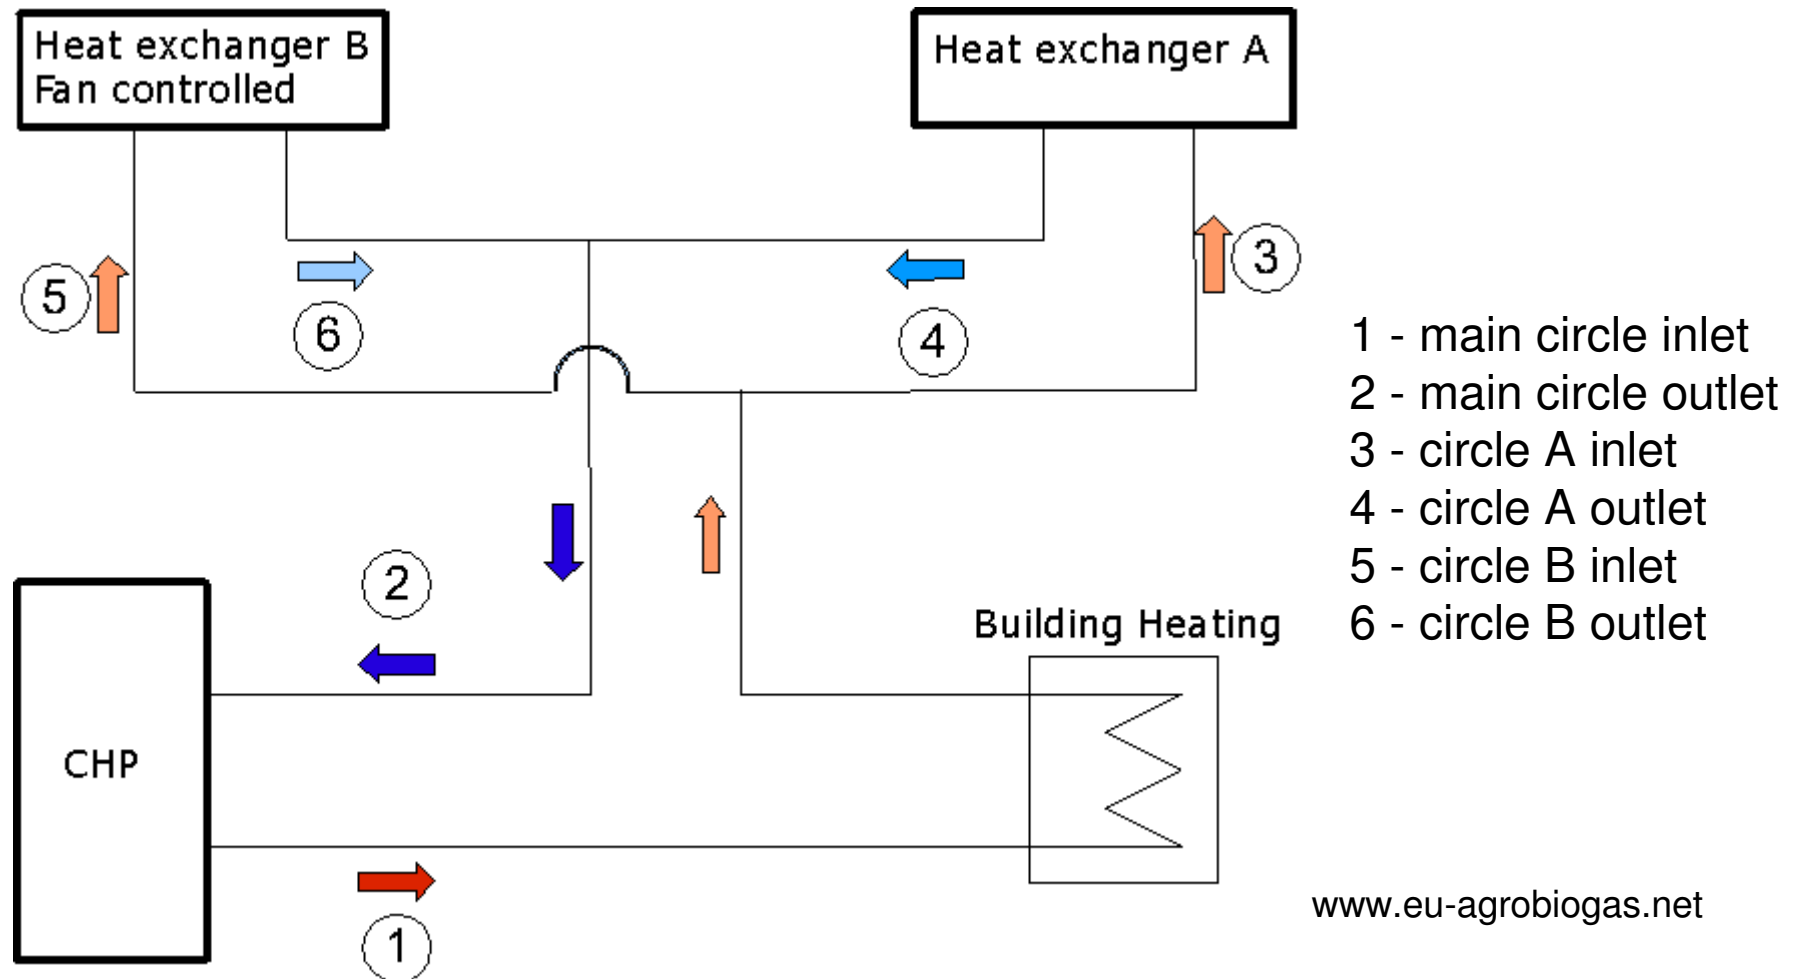 Heat exchanger B
Fan controlled
Heat exchanger A
5
6
4
3
1 - main circle inlet
2 - main circle outlet
3 - circle A inlet
4 - circle A outlet
5 - circle B inlet
6 - circle B outlet
2
Building Heating
CHP
1
www.eu-agrobiogas.net